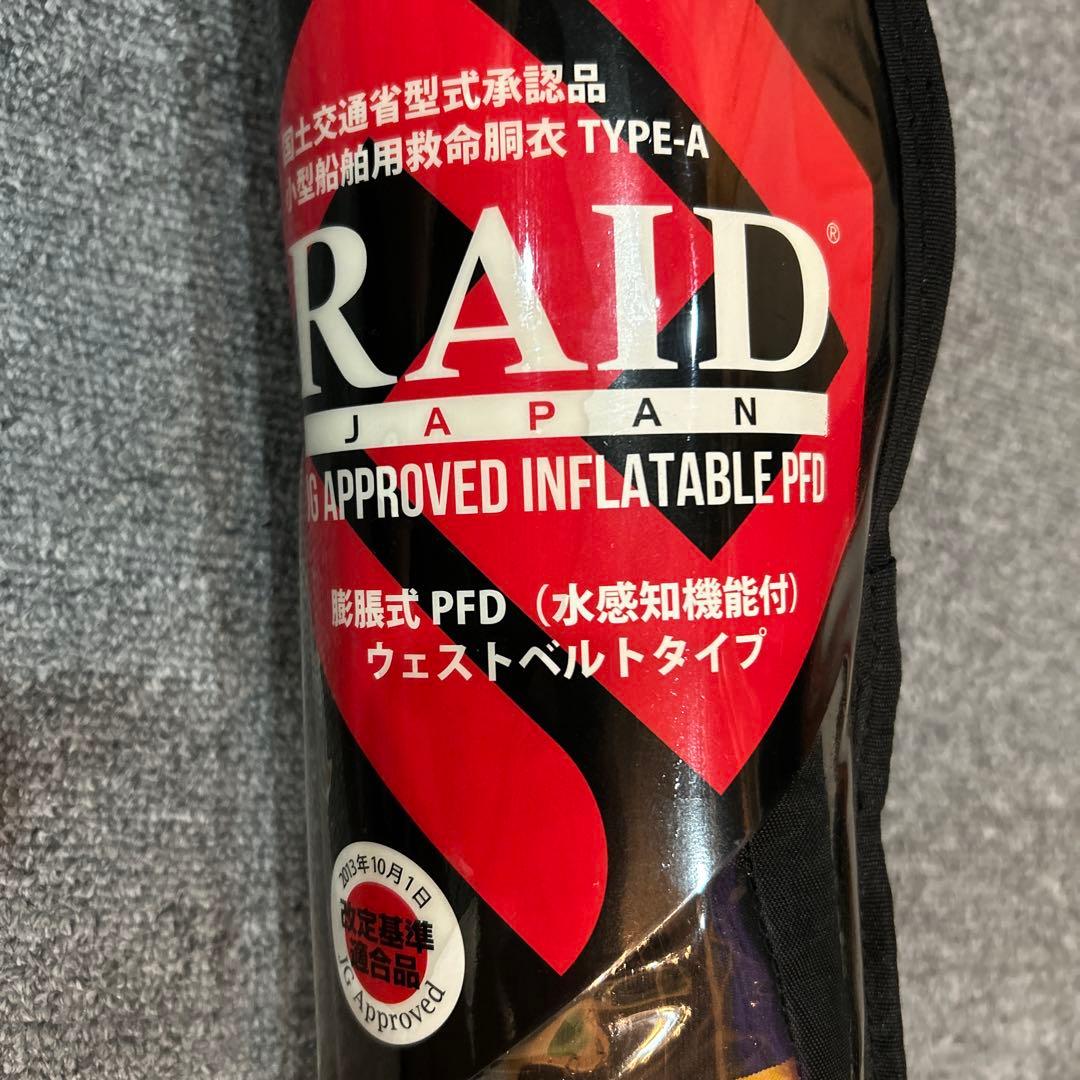 国土交通省型式承認品
小型船舶用救命胴衣 TYPE-A
RAID®
JAPAN
JG APPROVED INFLATABLE PFD
膨脹式 PFD (水感知機能付)
ウェストベルトタイプ
2013年10月1日
改定基準
適合品
JG Approved